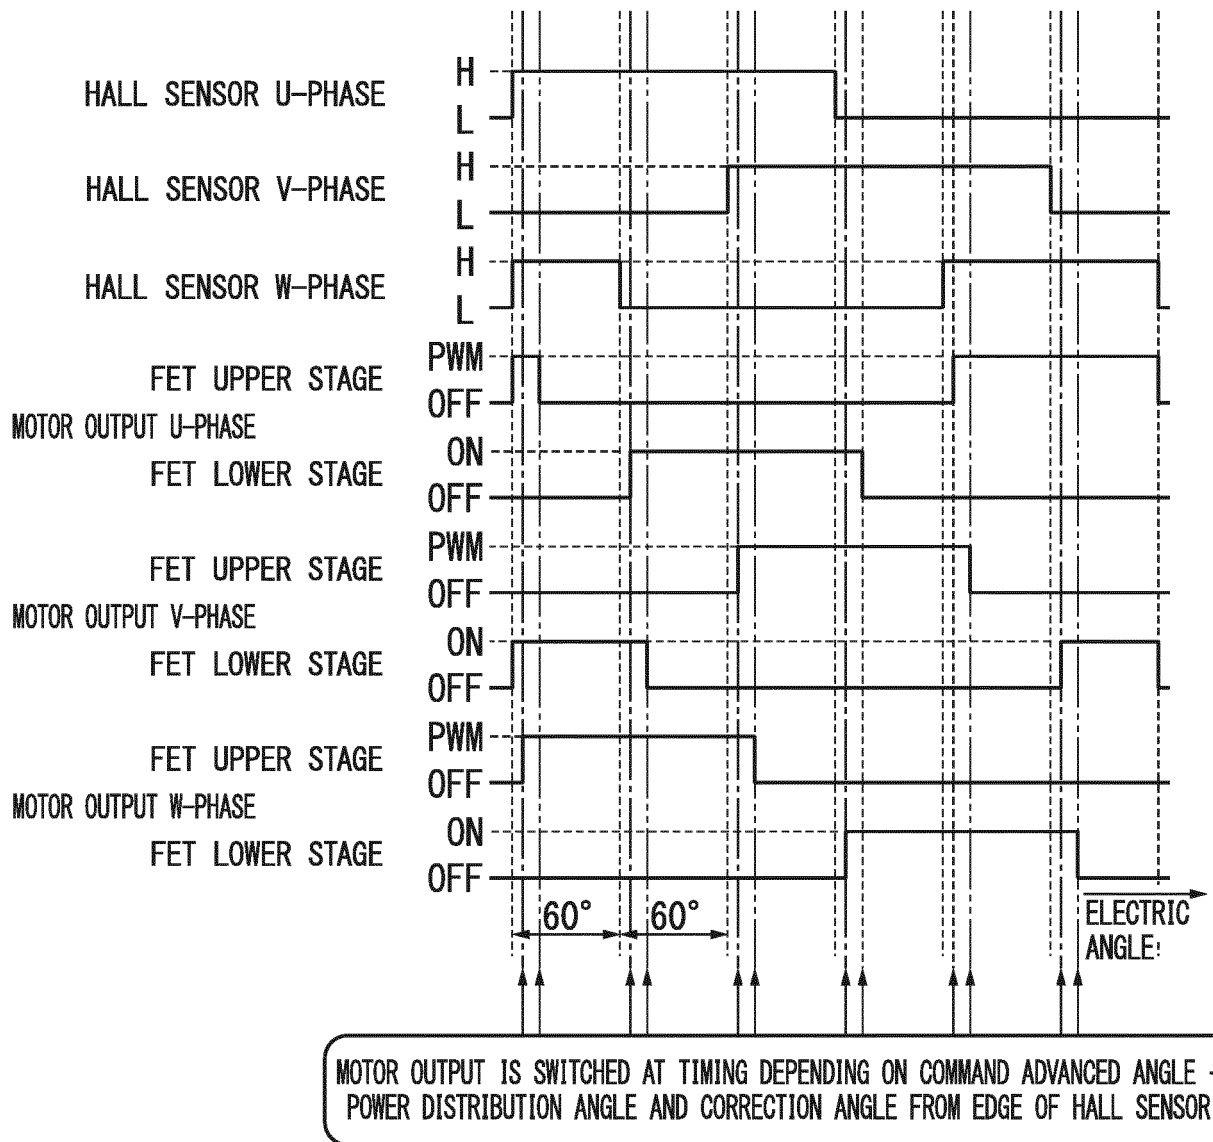 HALL SENSOR U-PHASE
H
L
HALL SENSOR V-PHASE
H
L
HALL SENSOR W-PHASE
H
L
FET UPPER STAGE
PWM
OFF
MOTOR OUTPUT U-PHASE
FET LOWER STAGE
ON
OFF
FET UPPER STAGE
PWM
OFF
MOTOR OUTPUT V-PHASE
FET LOWER STAGE
ON
OFF
FET UPPER STAGE
PWM
OFF
MOTOR OUTPUT W-PHASE
FET LOWER STAGE
ON
OFF
60° 60°
ELECTRIC
ANGLE
MOTOR OUTPUT IS SWITCHED AT TIMING DEPENDING ON COMMAND ADVANCED ANGLE ·
POWER DISTRIBUTION ANGLE AND CORRECTION ANGLE FROM EDGE OF HALL SENSOR